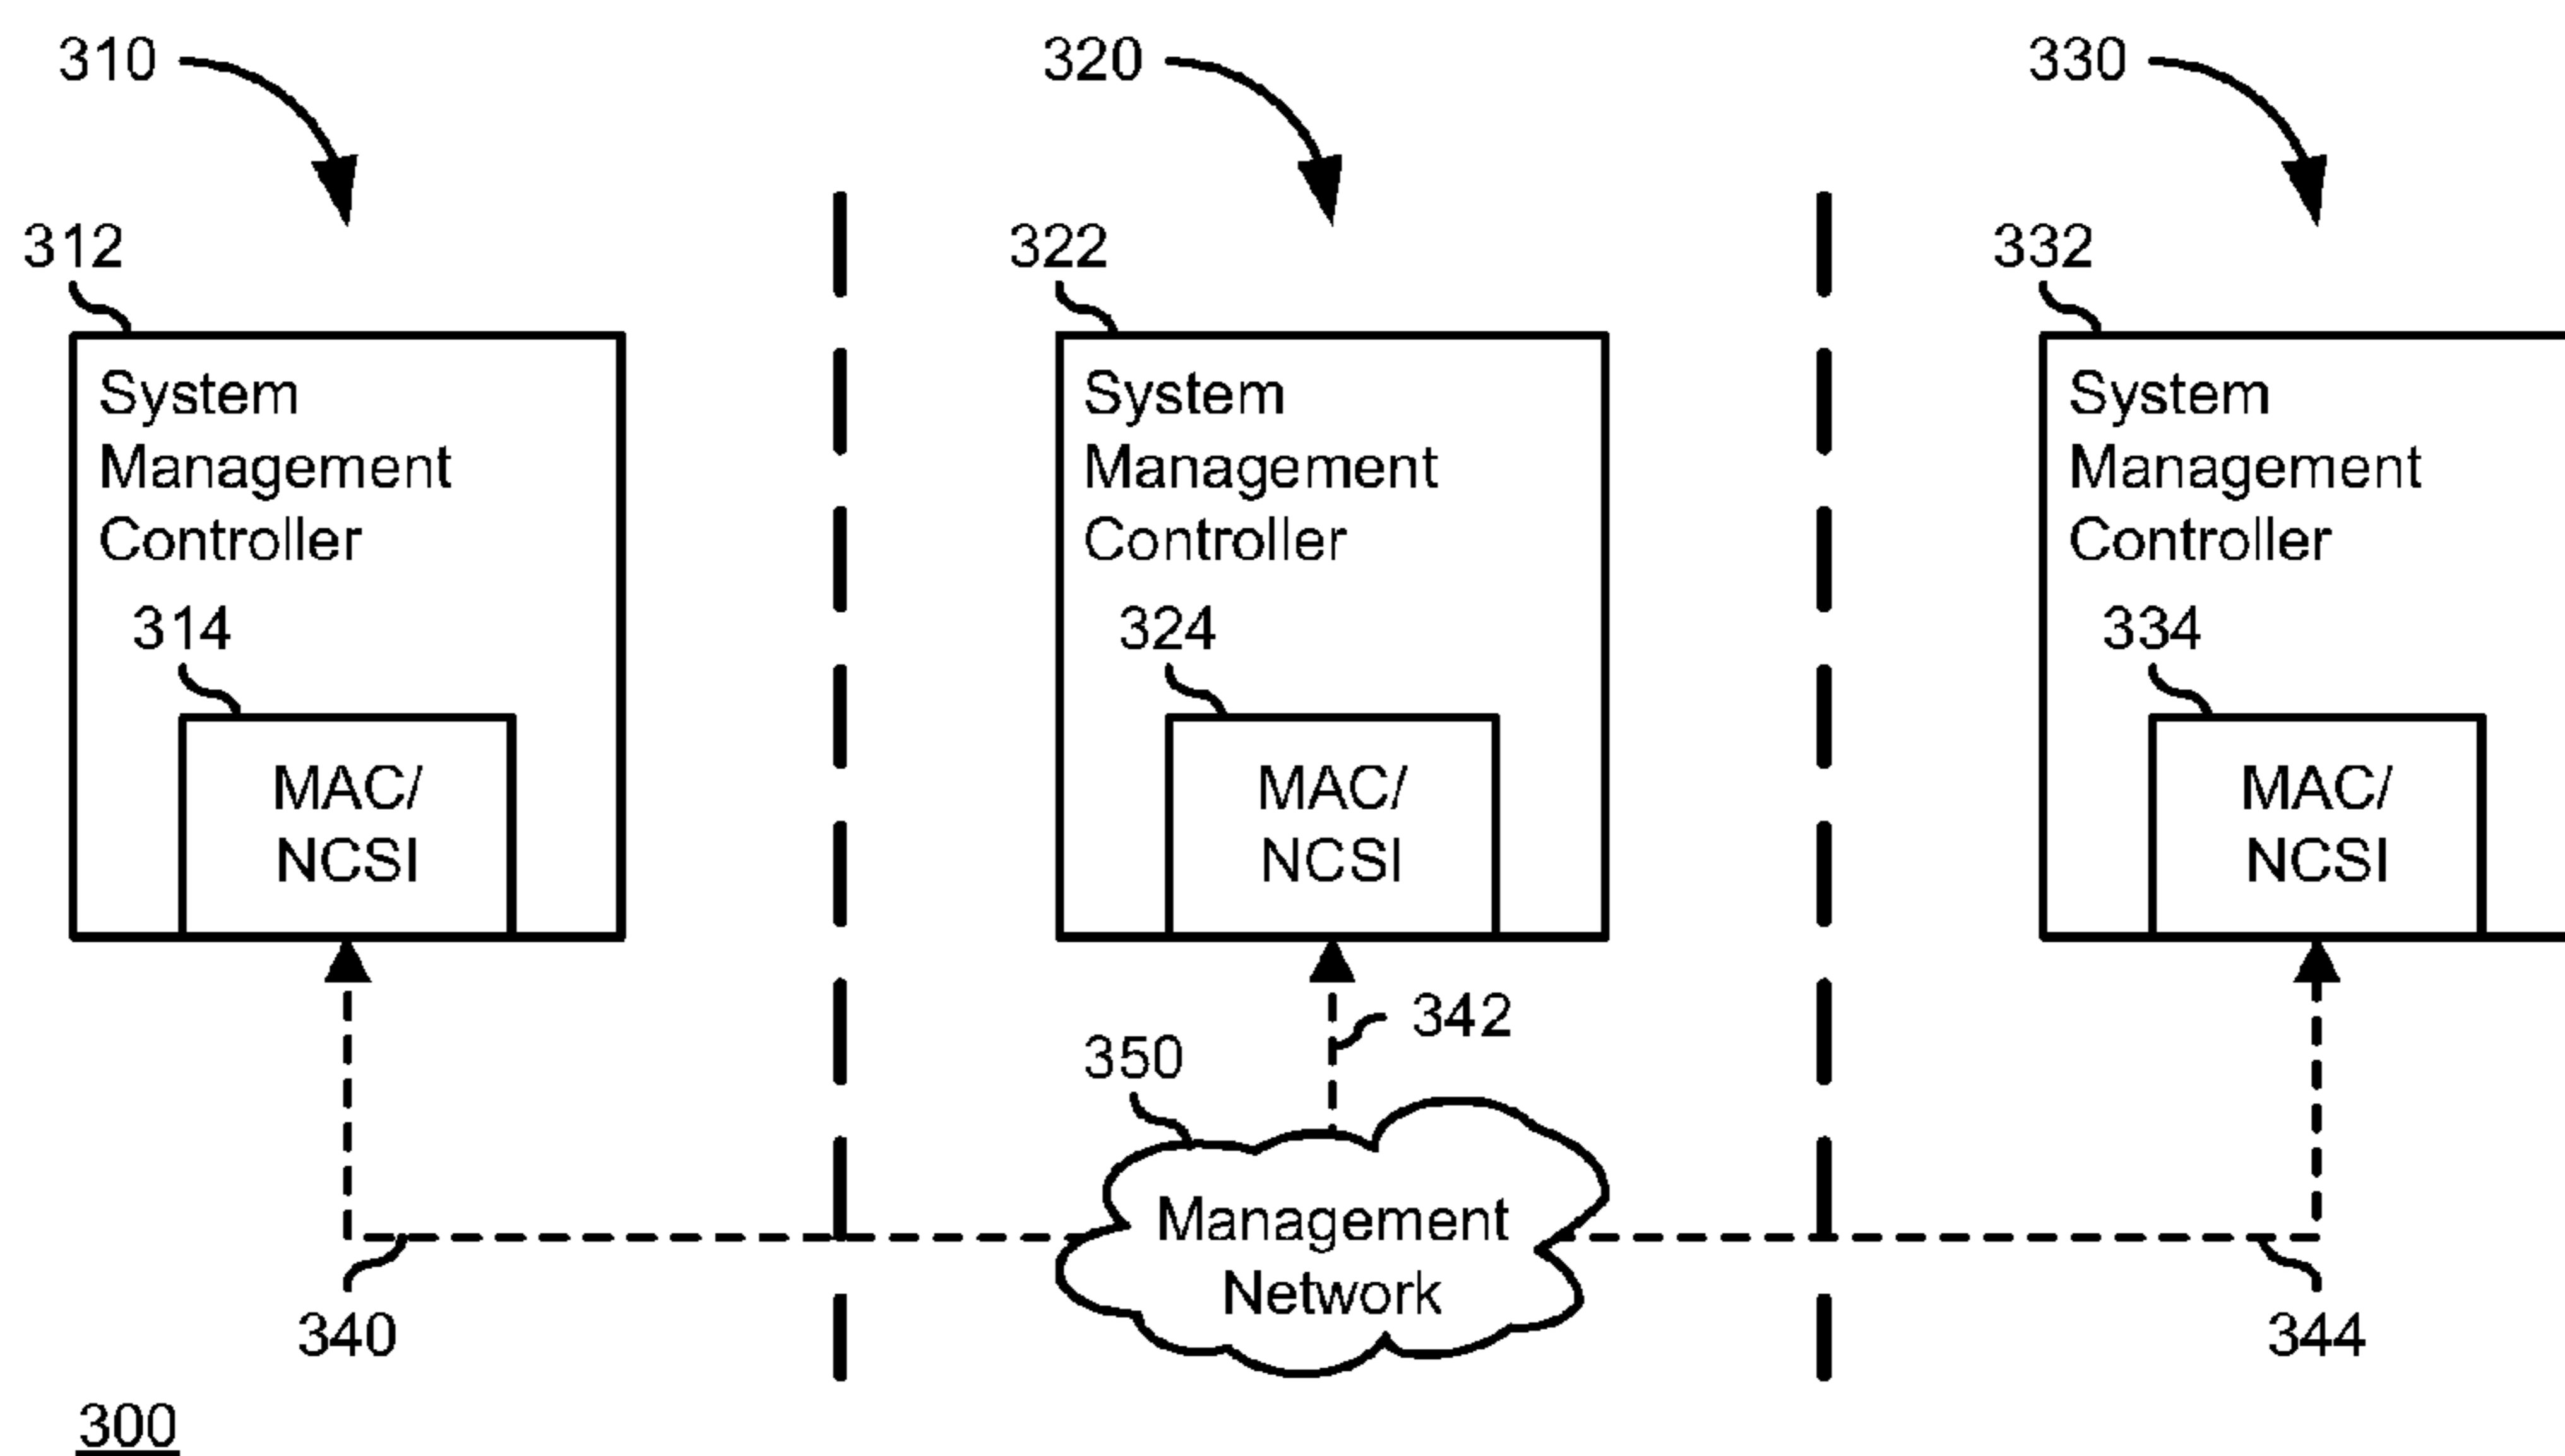 310
320
330
312
322
332
System
Management
Controller
System
Management
Controller
System
Management
Controller
314
324
334
MAC/
NCSI
MAC/
NCSI
MAC/
NCSI
342
350
Management
Network
340
344
300